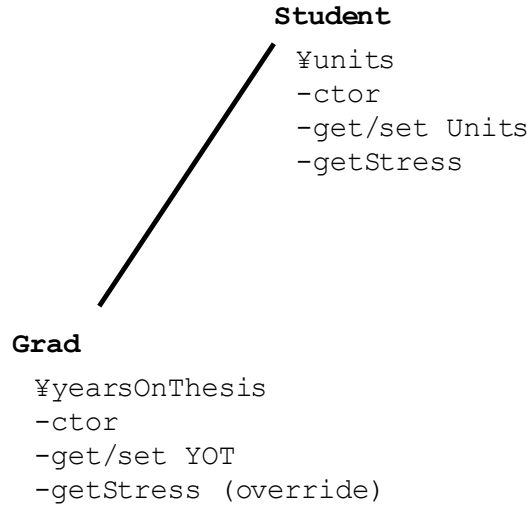 Student
¥units
-ctor
-get/set Units
-getStress
Grad
¥yearsOnThesis
-ctor
-get/set YOT
-getStress (override)